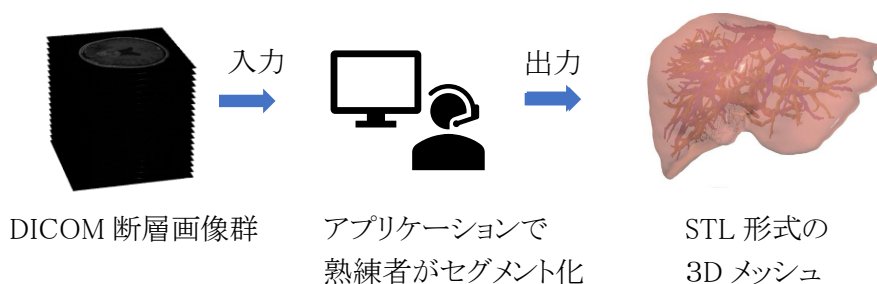 入力
出力
DICOM 断層画像群
アプリケーションで
熟練者がセグメント化
STL 形式の
3D メッシュ